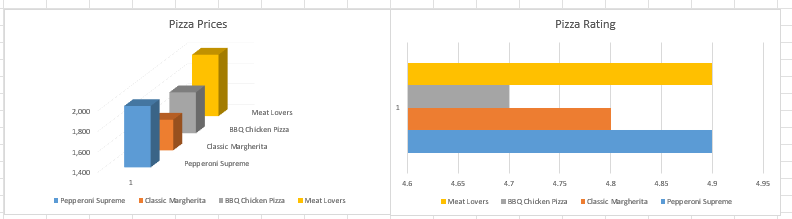 Pizza Prices
2,000
1,800
1,600
1,400
Meat Lovers
BBQ Chicken Pizza
Classic Margherita
Pepperoni Supreme
1
Pepperoni Supreme Classic Margherita BBQ Chicken Pizza Meat Lovers
Pizza Rating
1
4.6 4.65 4.7 4.75 4.8 4.85 4.9 4.95
Meat Lovers BBQ Chicken Pizza Classic Margherita Pepperoni Supreme